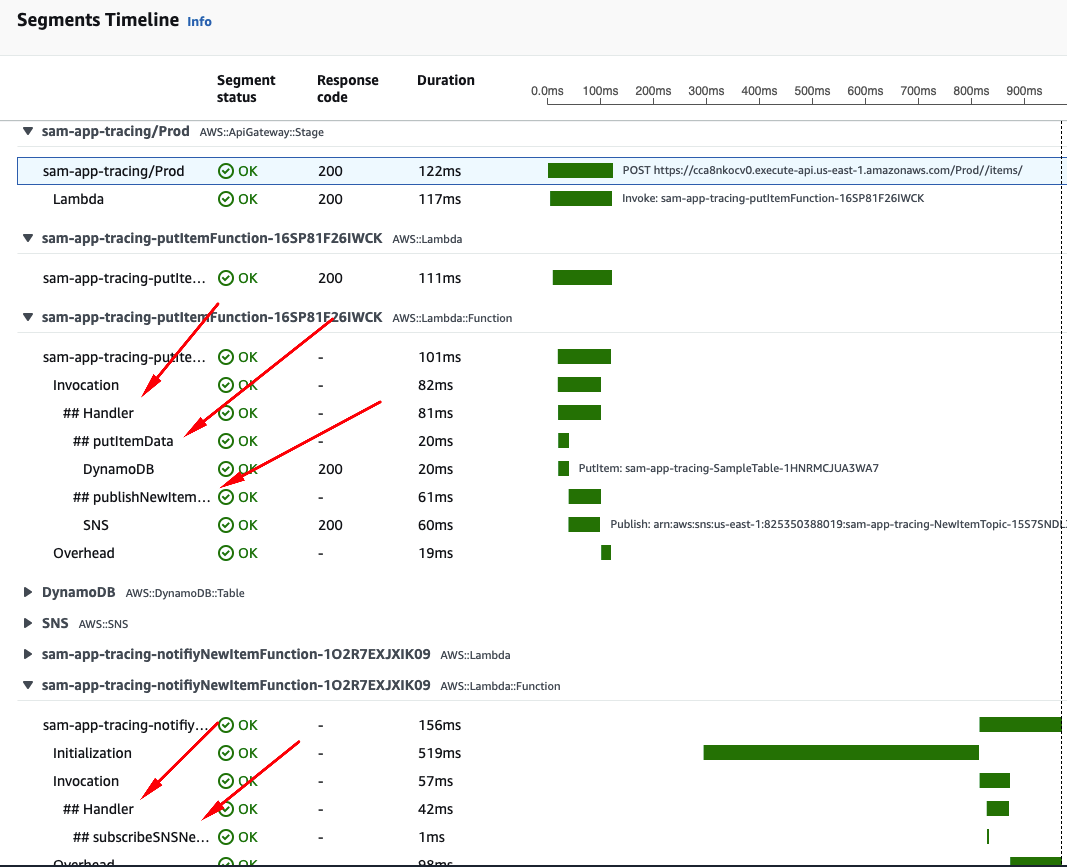 Segments Timeline Info
Segment status Response code Duration 0.0ms 100ms 200ms 300ms 400ms 500ms 600ms 700ms 800ms 900ms
sam-app-tracing/Prod AWS::ApiGateway::Stage
sam-app-tracing/Prod OK 200 122ms POST https://cca8nkocv0.execute-api.us-east-1.amazonaws.com/Prod//items/
Lambda OK 200 117ms Invoke: sam-app-tracing-putItemFunction-16SP81F26IWCK
sam-app-tracing-putItemFunction-16SP81F26IWCK AWS::Lambda
sam-app-tracing-putIte... OK 200 111ms
sam-app-tracing-putItemFunction-16SP81F26IWCK AWS::Lambda::Function
sam-app-tracing-putIte... OK - 101ms
Invocation OK - 82ms
## Handler OK - 81ms
## putItemData OK - 20ms
DynamoDB OK 200 20ms PutItem: sam-app-tracing-SampleTable-1HNRMCJUA3WA7
## publishNewItem... OK - 61ms
SNS OK 200 60ms Publish: arn:aws:sns:us-east-1:825350388019:sam-app-tracing-NewItemTopic-15S7SNDL
Overhead OK - 19ms
DynamoDB AWS::DynamoDB::Table
SNS AWS::SNS
sam-app-tracing-notifiyNewItemFunction-1O2R7EXJXIK09 AWS::Lambda
sam-app-tracing-notifiyNewItemFunction-1O2R7EXJXIK09 AWS::Lambda::Function
sam-app-tracing-notifiy... OK - 156ms
Initialization OK - 519ms
Invocation OK - 57ms
## Handler OK - 42ms
## subscribeSNSNe... OK - 1ms
Overhead OK - 98ms